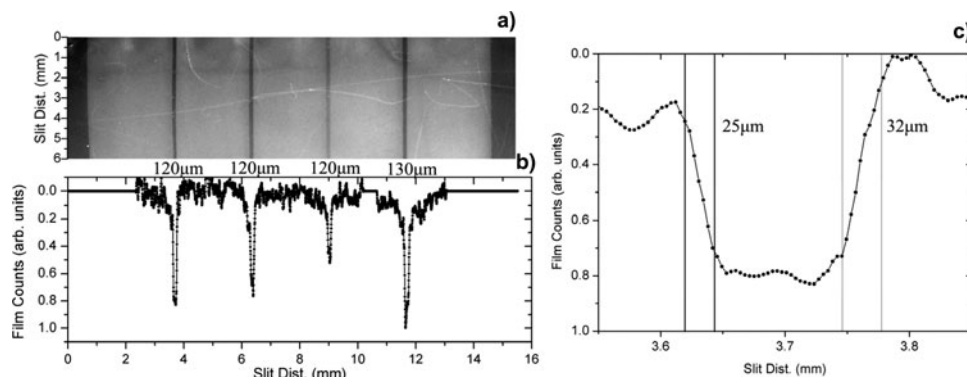 a)
0
1
2
3
4
5
6
Slit Dist. (mm)
120μm 120μm 120μm 130μm
b)
0.0
0.2
0.4
0.6
0.8
1.0
Film Counts (arb. units)
0 2 4 6 8 10 12 14 16
Slit Dist. (mm)
c)
0.0
0.2
0.4
0.6
0.8
1.0
Film Counts (arb. units)
25μm
32μm
3.6 3.7 3.8
Slit Dist. (mm)